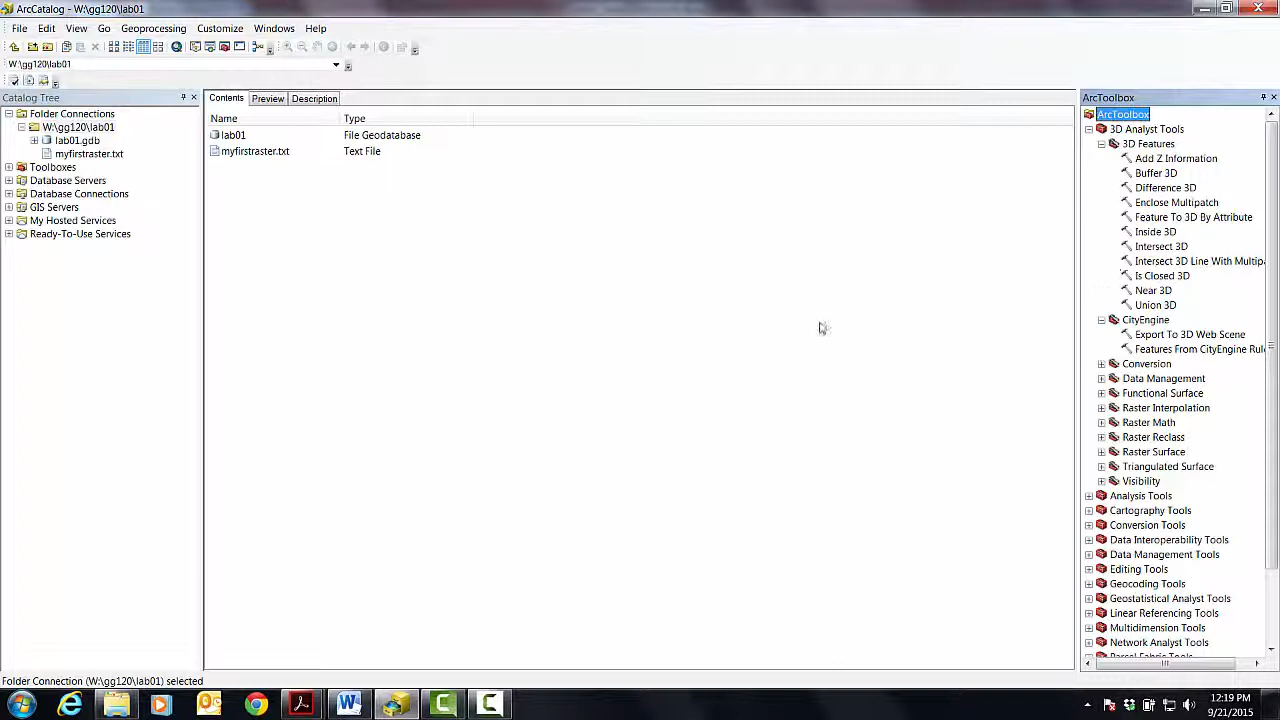 ArcCatalog - W:\gg120\lab01
File Edit View Go Geoprocessing Customize Windows Help
W:\gg120\lab01
Catalog Tree
Folder Connections
W:\gg120\lab01
lab01.gdb
myfirstraster.txt
Toolboxes
Database Servers
Database Connections
GIS Servers
My Hosted Services
Ready-To-Use Services
Contents Preview Description
Name Type
lab01 File Geodatabase
myfirstraster.txt Text File
ArcToolbox
ArcToolbox
3D Analyst Tools
3D Features
Add Z Information
Buffer 3D
Difference 3D
Enclose Multipatch
Feature To 3D By Attribute
Inside 3D
Intersect 3D
Intersect 3D Line With Multip
Is Closed 3D
Near 3D
Union 3D
CityEngine
Export To 3D Web Scene
Features From CityEngine Rul
Conversion
Data Management
Functional Surface
Raster Interpolation
Raster Math
Raster Reclass
Raster Surface
Triangulated Surface
Visibility
Analysis Tools
Cartography Tools
Conversion Tools
Data Interoperability Tools
Data Management Tools
Editing Tools
Geocoding Tools
Geostatistical Analyst Tools
Linear Referencing Tools
Multidimension Tools
Network Analyst Tools
Parcel Fabric Tools
Folder Connection (W:\gg120\lab01) selected
12:19 PM
9/21/2015